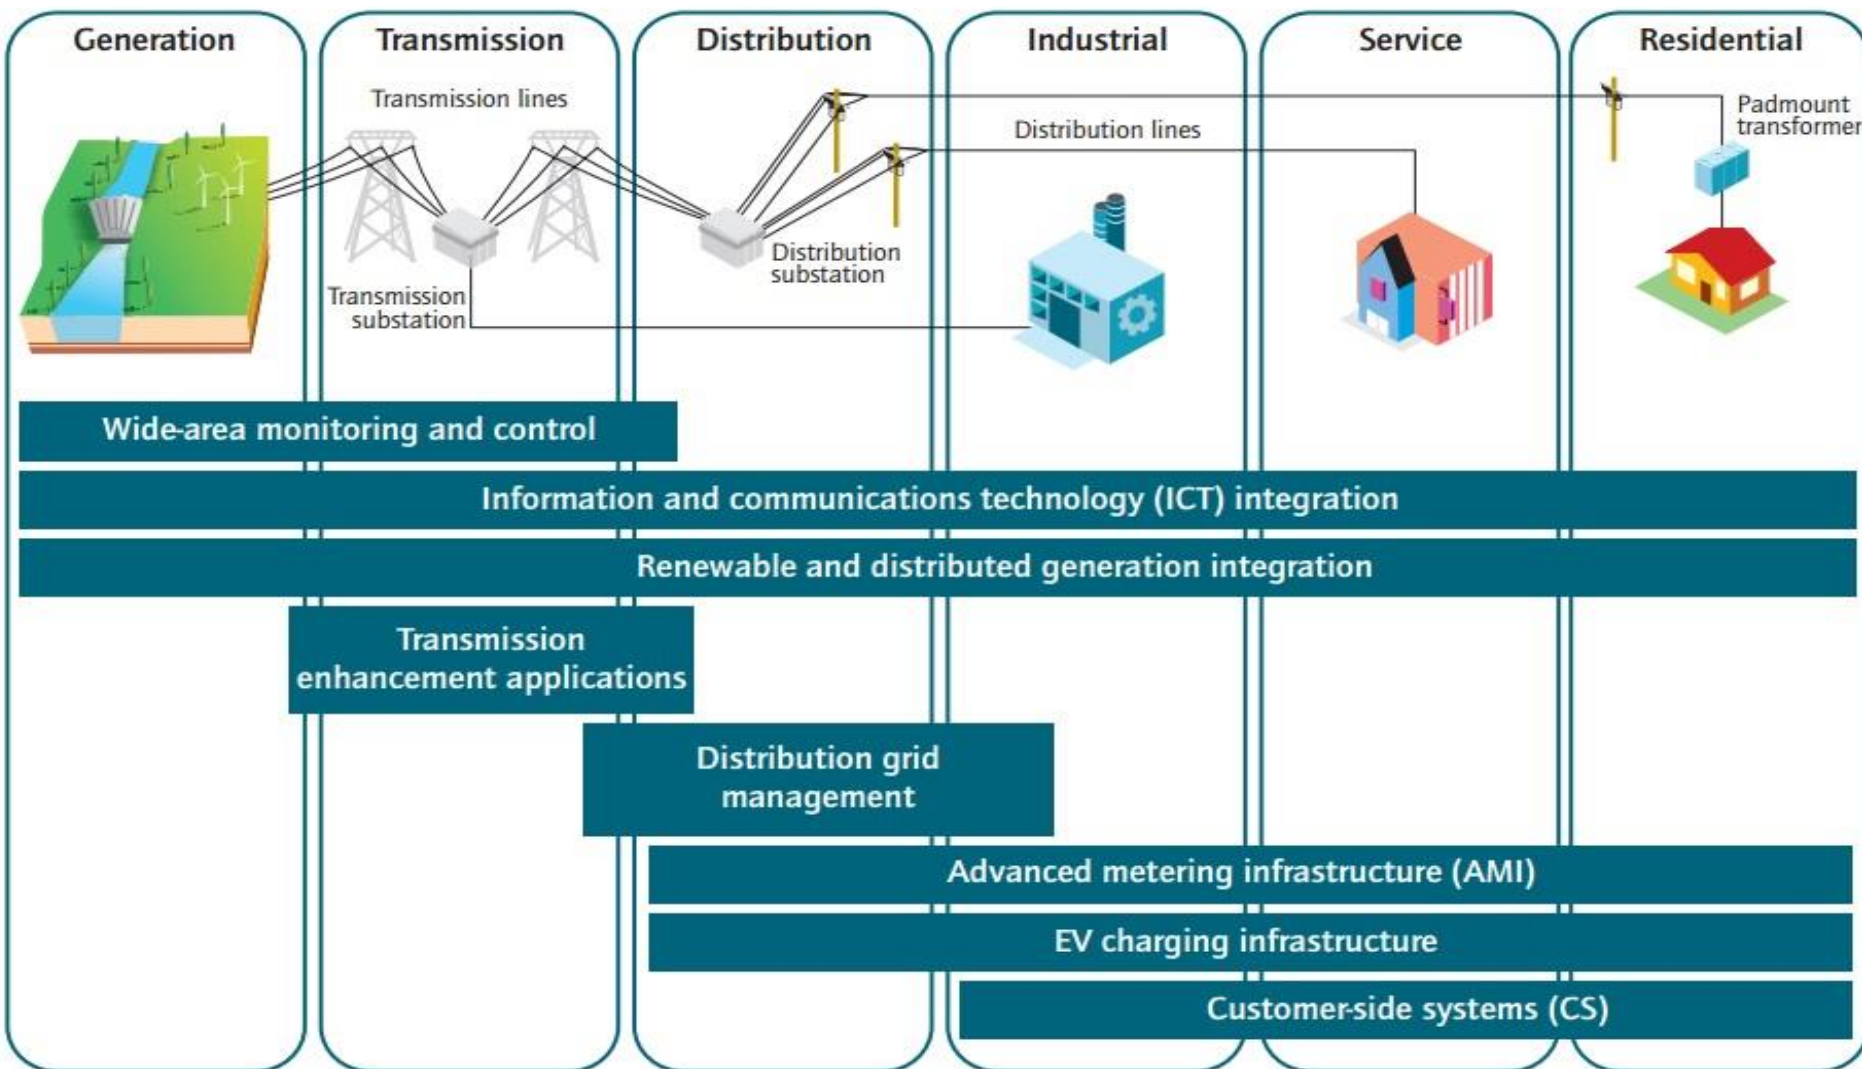 Generation
Transmission
Distribution
Industrial
Service
Residential
Transmission lines
Distribution lines
Padmount
transformer
Distribution
substation
Transmission
substation
Wide-area monitoring and control
Information and communications technology (ICT) integration
Renewable and distributed generation integration
Transmission
enhancement applications
Distribution grid
management
Advanced metering infrastructure (AMI)
EV charging infrastructure
Customer-side systems (CS)